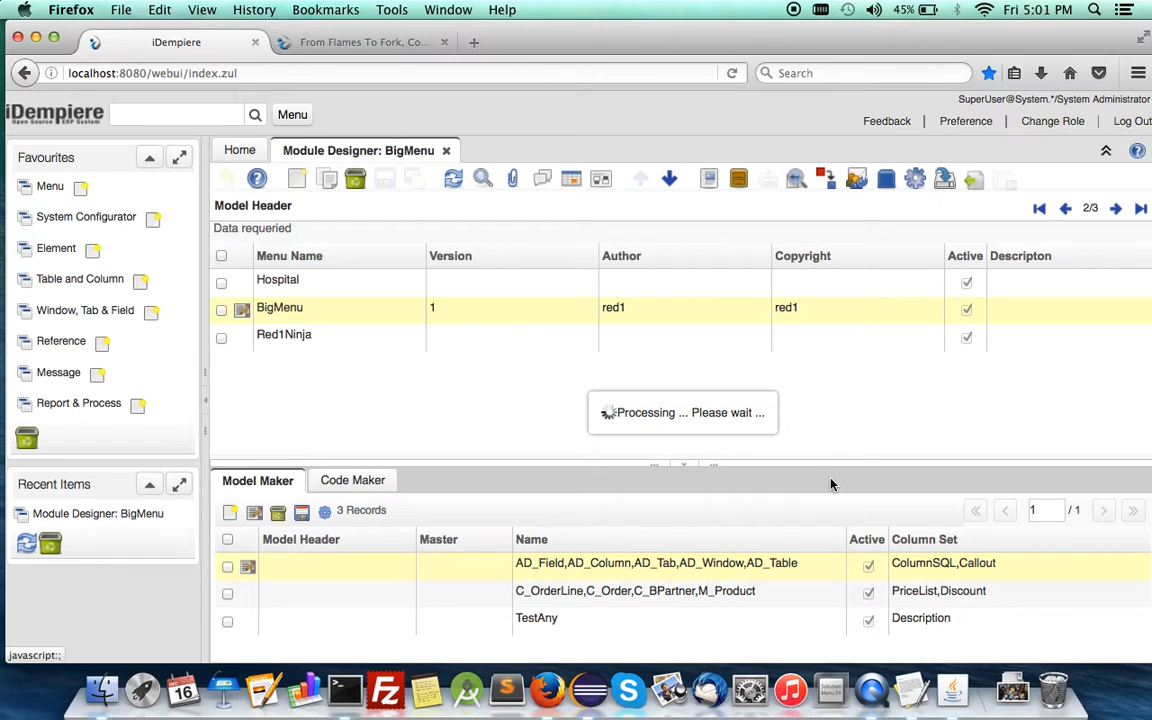 Firefox File Edit View History Bookmarks Tools Window Help 45% Fri 5:01 PM
iDempiere From Flames To Fork, Co...
localhost:8080/webui/index.zul Search
SuperUser@System.*/System Administrator
iDempiere Menu
Open Source ERP System
Feedback Preference Change Role Log Out
Favourites
Menu
System Configurator
Element
Table and Column
Window, Tab & Field
Reference
Message
Report & Process
Recent Items
Module Designer: BigMenu
Home Module Designer: BigMenu
Model Header 2/3
Data requeried
Menu Name Version Author Copyright Active Descripton
Hospital
BigMenu 1 red1 red1
Red1Ninja
Processing ... Please wait ...
Model Maker Code Maker
3 Records 1 / 1
Model Header Master Name Active Column Set
AD_Field,AD_Column,AD_Tab,AD_Window,AD_Table ColumnSQL,Callout
C_OrderLine,C_Order,C_BPartner,M_Product PriceList,Discount
TestAny Description
javascript:;
DEC
16